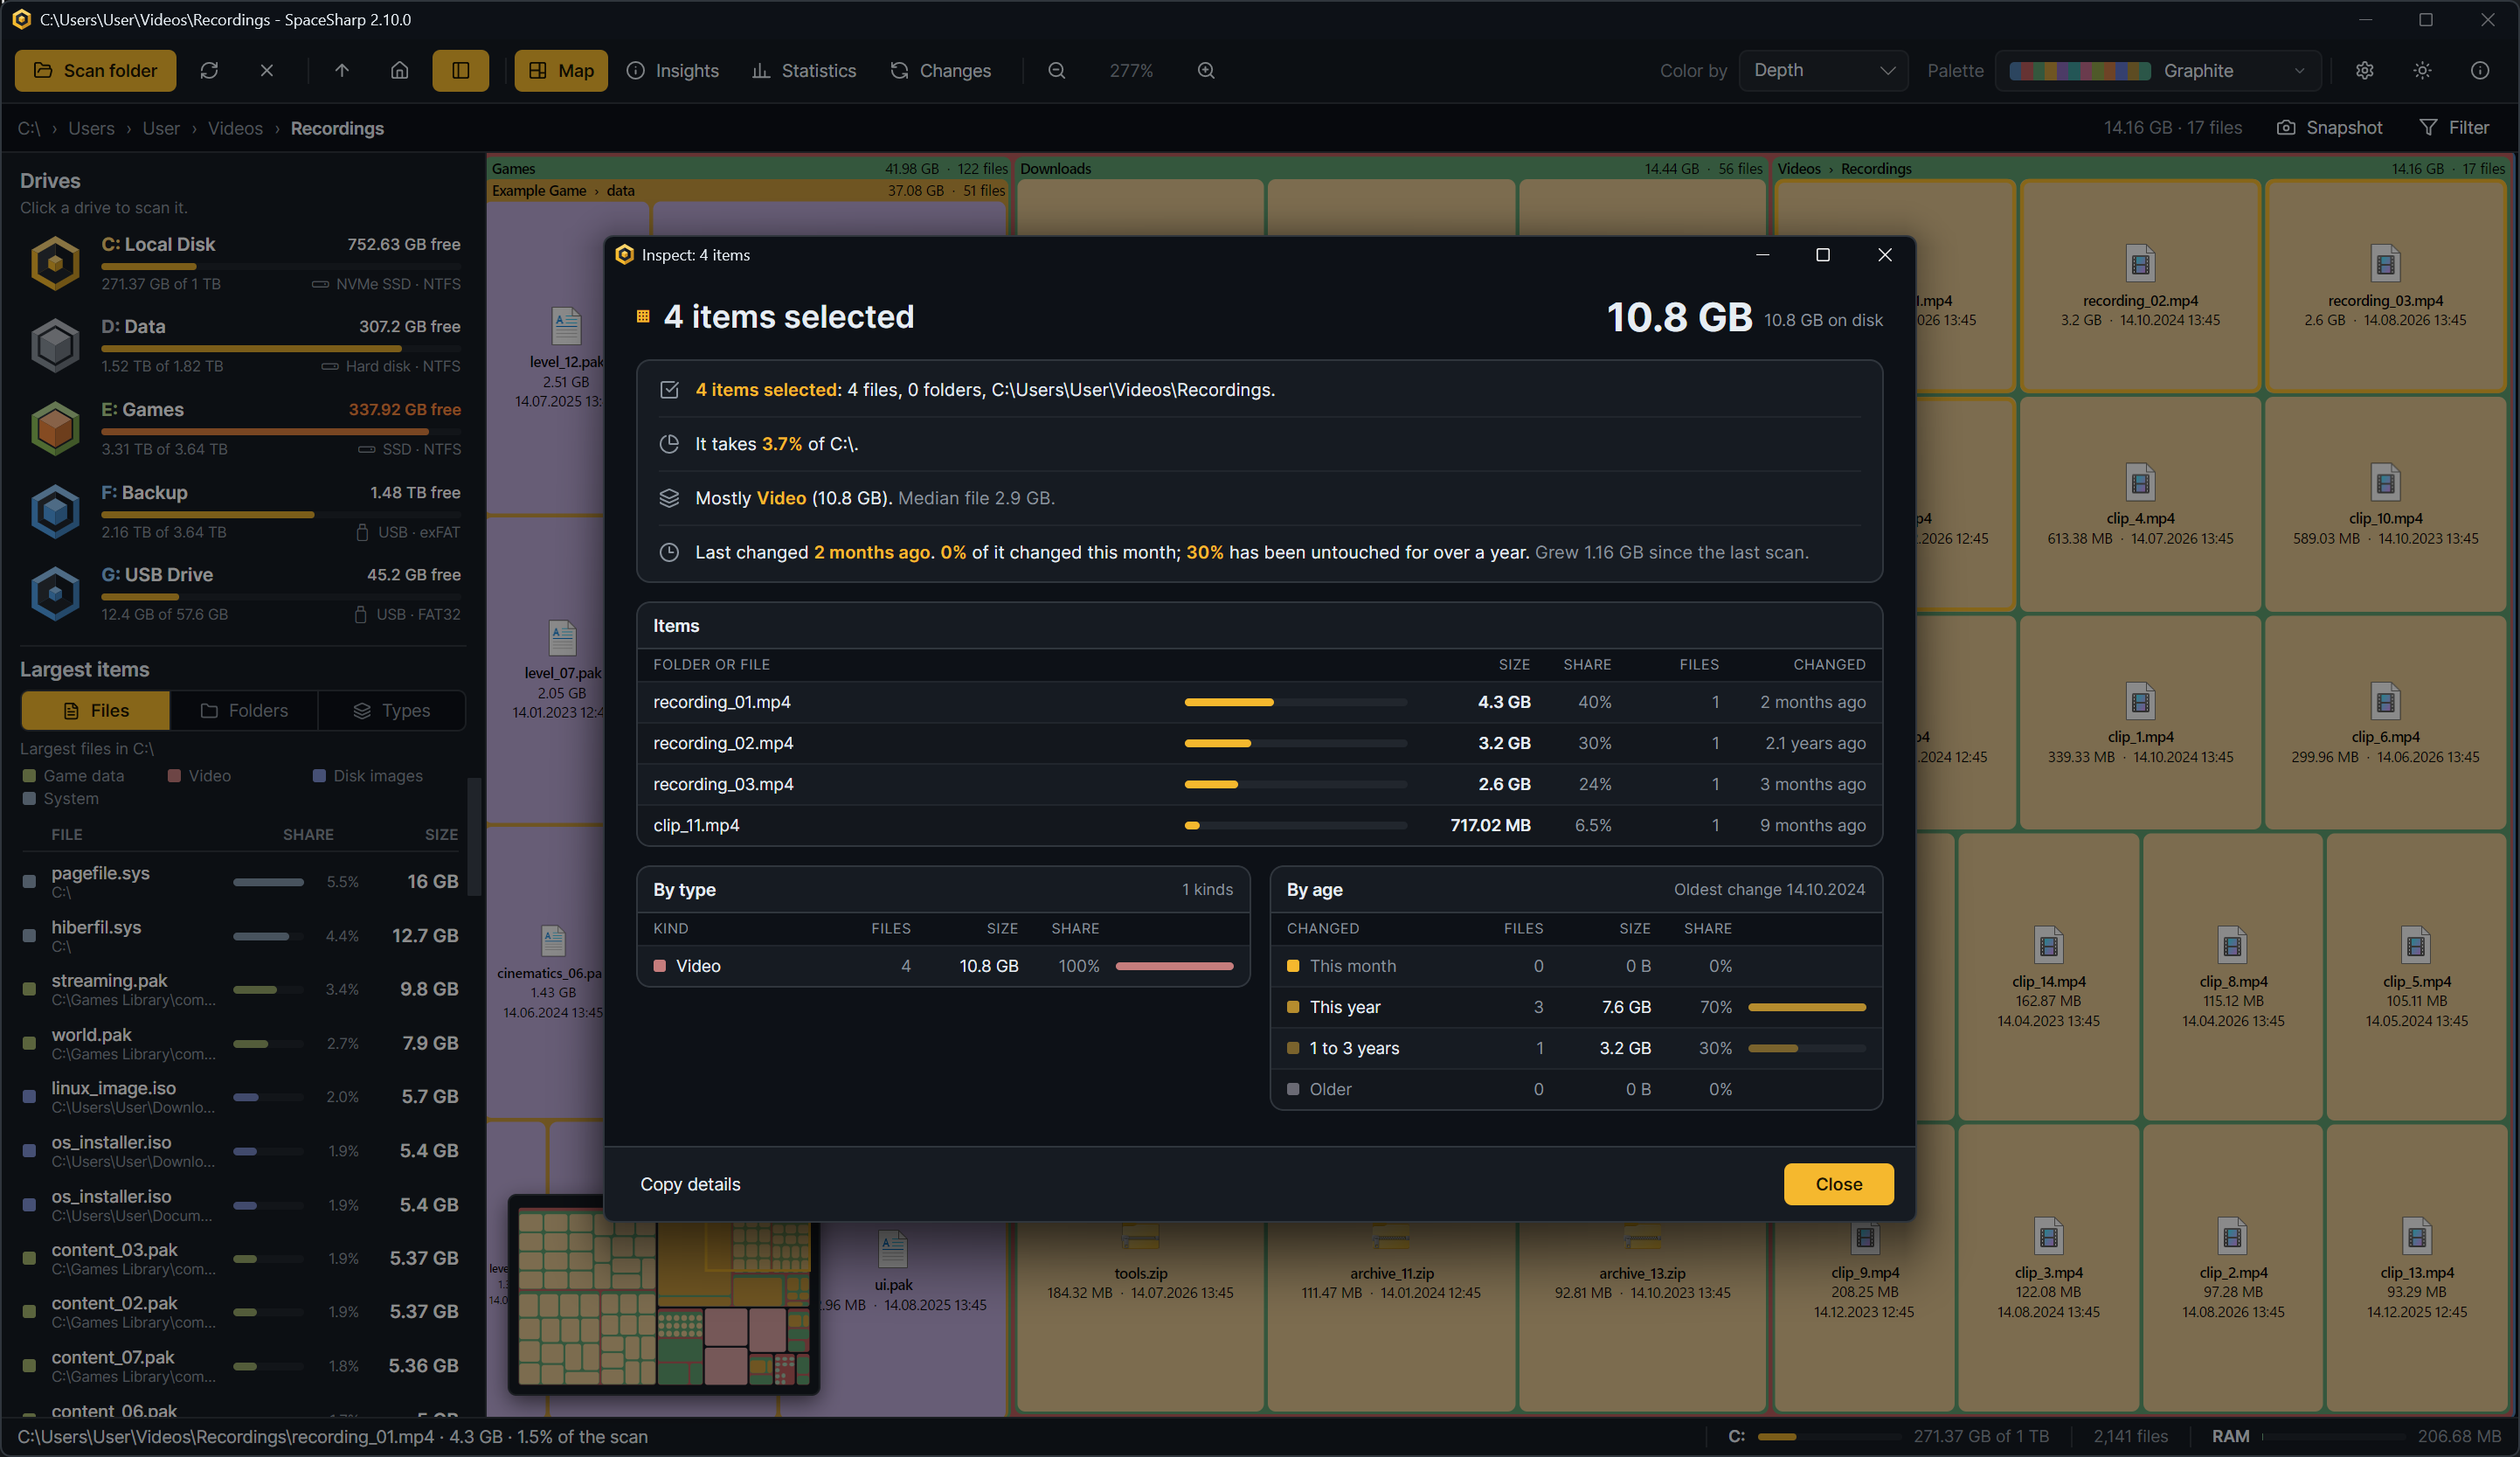 C:\Users\User\Videos\Recordings - SpaceSharp 2.10.0
Scan folder
Map
Insights
Statistics
Changes
277%
Color by
Depth
Palette
Graphite
C:\ › Users › User › Videos › Recordings
14.16 GB · 17 files
Snapshot
Filter
Drives
Click a drive to scan it.
C: Local Disk 752.63 GB free
271.37 GB of 1 TB NVMe SSD · NTFS
D: Data 307.2 GB free
1.52 TB of 1.82 TB Hard disk · NTFS
E: Games 337.92 GB free
3.31 TB of 3.64 TB SSD · NTFS
F: Backup 1.48 TB free
2.16 TB of 3.64 TB USB · exFAT
G: USB Drive 45.2 GB free
12.4 GB of 57.6 GB USB · FAT32
Largest items
Files Folders Types
Largest files in C:\
Game data Video Disk images
System
FILE SHARE SIZE
pagefile.sys 5.5% 16 GB
C:\
hiberfil.sys 4.4% 12.7 GB
C:\
streaming.pak 3.4% 9.8 GB
C:\Games Library\com...
world.pak 2.7% 7.9 GB
C:\Games Library\com...
linux_image.iso 2.0% 5.7 GB
C:\Users\User\Downlo...
os_installer.iso 1.9% 5.4 GB
C:\Users\User\Downlo...
os_installer.iso 1.9% 5.4 GB
C:\Users\User\Docum...
content_03.pak 1.9% 5.37 GB
C:\Games Library\com...
content_02.pak 1.9% 5.37 GB
C:\Games Library\com...
content_07.pak 1.8% 5.36 GB
C:\Games Library\com...
content_06.pak
Games 41.98 GB · 122 files
Example Game › data 37.08 GB · 51 files
Downloads 14.44 GB · 56 files
Videos › Recordings 14.16 GB · 17 files
level_12.pak
2.51 GB
14.07.2025 13:
level_07.pak
2.05 GB
14.01.2023 12:4
cinematics_06.pa
1.43 GB
14.06.2024 13:45
ui.pak
.96 MB · 14.08.2025 13:45
tools.zip
184.32 MB · 14.07.2026 13:45
archive_11.zip
111.47 MB · 14.01.2024 12:45
archive_13.zip
92.81 MB · 14.10.2023 13:45
1.mp4
026 13:45
recording_02.mp4
3.2 GB · 14.10.2024 13:45
recording_03.mp4
2.6 GB · 14.08.2026 13:45
p4
.2026 12:45
clip_4.mp4
613.38 MB · 14.07.2026 13:45
clip_10.mp4
589.03 MB · 14.10.2023 13:45
p4
.2024 12:45
clip_1.mp4
339.33 MB · 14.10.2024 13:45
clip_6.mp4
299.96 MB · 14.06.2026 13:45
clip_14.mp4
162.87 MB
14.04.2023 13:45
clip_8.mp4
115.12 MB
14.04.2026 13:45
clip_5.mp4
105.11 MB
14.05.2024 13:45
clip_9.mp4
208.25 MB
14.12.2023 12:45
clip_3.mp4
122.08 MB
14.08.2024 13:45
clip_2.mp4
97.28 MB
14.08.2026 13:45
clip_13.mp4
93.29 MB
14.12.2025 12:45
Inspect: 4 items
4 items selected
10.8 GB 10.8 GB on disk
4 items selected: 4 files, 0 folders, C:\Users\User\Videos\Recordings.
It takes 3.7% of C:\.
Mostly Video (10.8 GB). Median file 2.9 GB.
Last changed 2 months ago. 0% of it changed this month; 30% has been untouched for over a year. Grew 1.16 GB since the last scan.
Items
FOLDER OR FILE SIZE SHARE FILES CHANGED
recording_01.mp4 4.3 GB 40% 1 2 months ago
recording_02.mp4 3.2 GB 30% 1 2.1 years ago
recording_03.mp4 2.6 GB 24% 1 3 months ago
clip_11.mp4 717.02 MB 6.5% 1 9 months ago
By type 1 kinds
KIND FILES SIZE SHARE
Video 4 10.8 GB 100%
By age Oldest change 14.10.2024
CHANGED FILES SIZE SHARE
This month 0 0 B 0%
This year 3 7.6 GB 70%
1 to 3 years 1 3.2 GB 30%
Older 0 0 B 0%
Copy details
Close
C:\Users\User\Videos\Recordings\recording_01.mp4 · 4.3 GB · 1.5% of the scan
C: 271.37 GB of 1 TB
2,141 files
RAM 206.68 MB